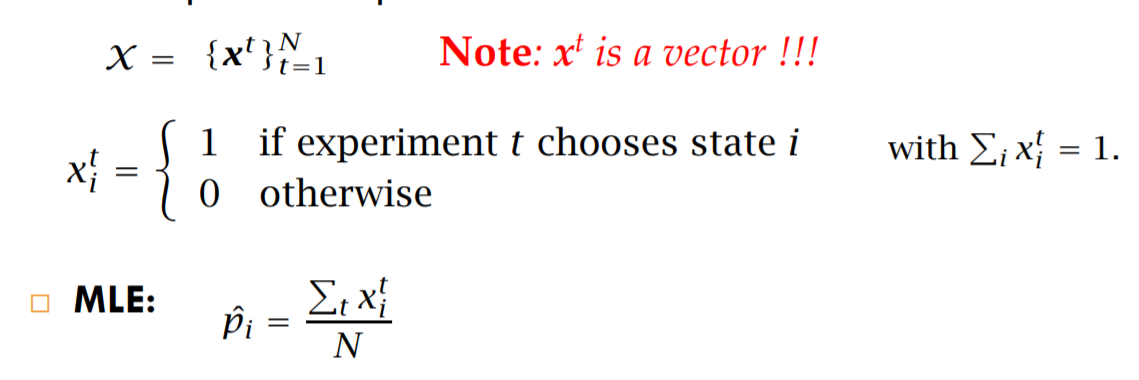 X = {x^t}_{t=1}^N Note: x^t is a vector !!!
x_i^t = { 1 if experiment t chooses state i with ∑_i x_i^t = 1.
0 otherwise
□ MLE: p̂_i = ∑_t x_i^t / N